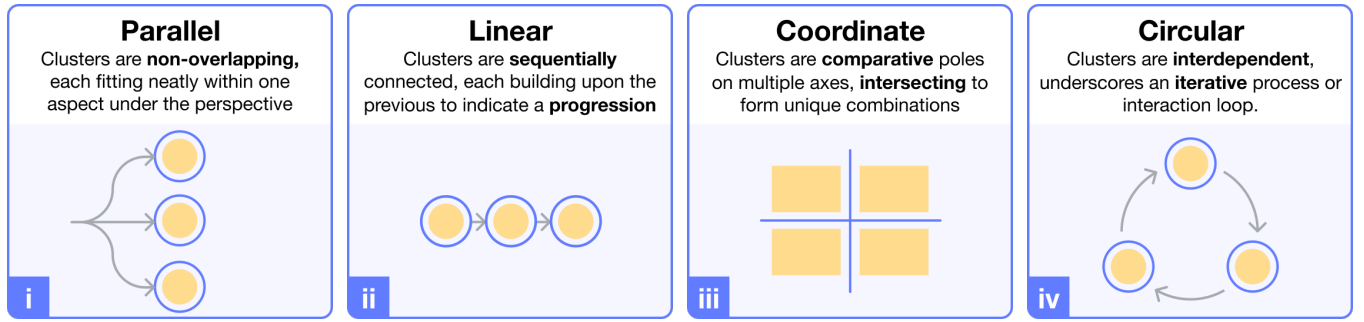 Parallel
Clusters are non-overlapping,
each fitting neatly within one
aspect under the perspective
i
Linear
Clusters are sequentially
connected, each building upon the
previous to indicate a progression
ii
Coordinate
Clusters are comparative poles
on multiple axes, intersecting to
form unique combinations
iii
Circular
Clusters are interdependent,
underscores an iterative process or
interaction loop.
iv